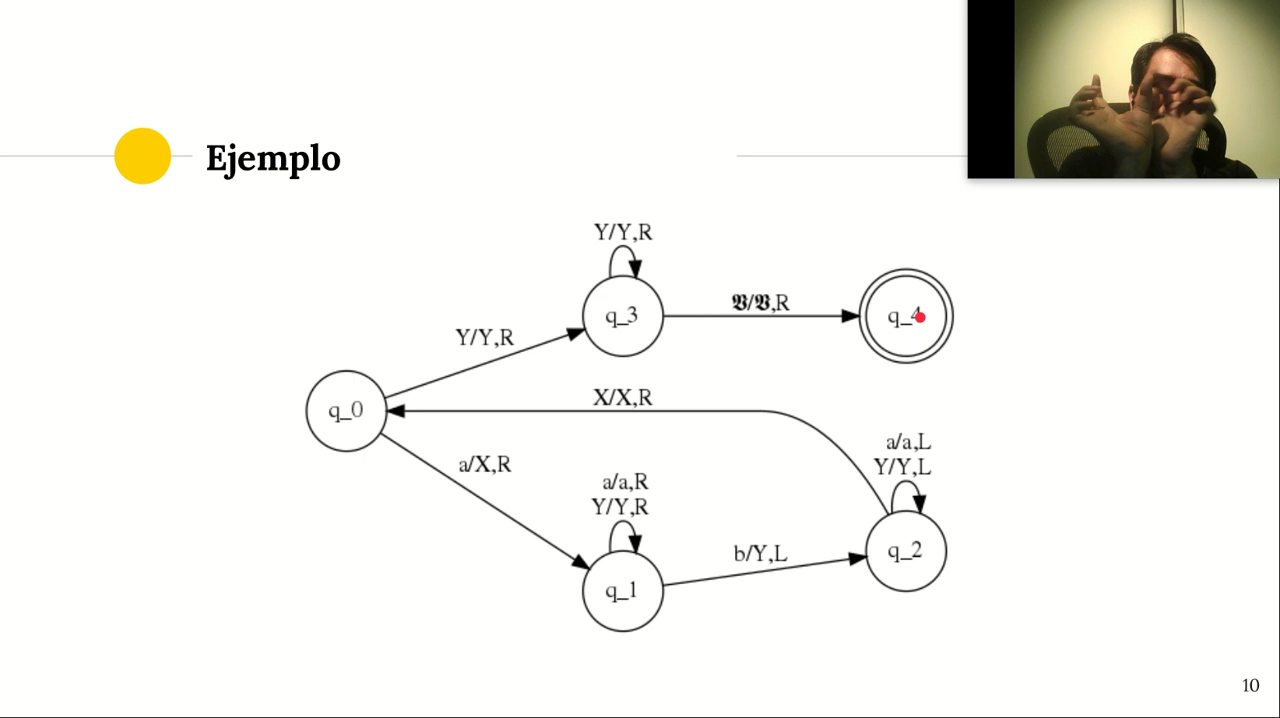 Ejemplo
Y/Y,R
𝔅/𝔅,R
q_3
q_4
Y/Y,R
X/X,R
q_0
a/a,L
Y/Y,L
a/X,R
a/a,R
Y/Y,R
q_2
b/Y,L
q_1
10